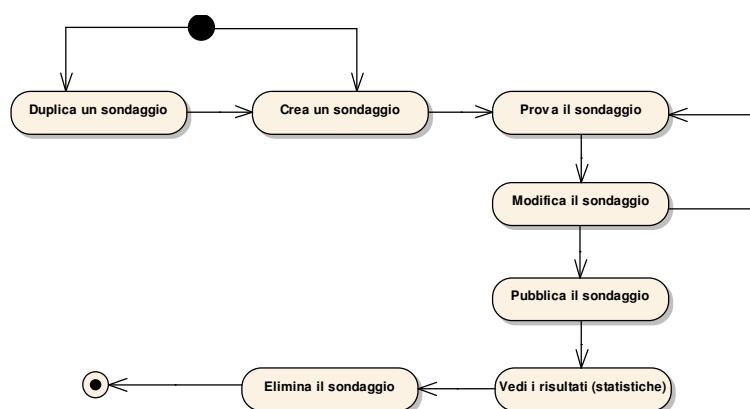 Duplica un sondaggio
Crea un sondaggio
Prova il sondaggio
Modifica il sondaggio
Pubblica il sondaggio
Elimina il sondaggio
Vedi i risultati (statistiche)